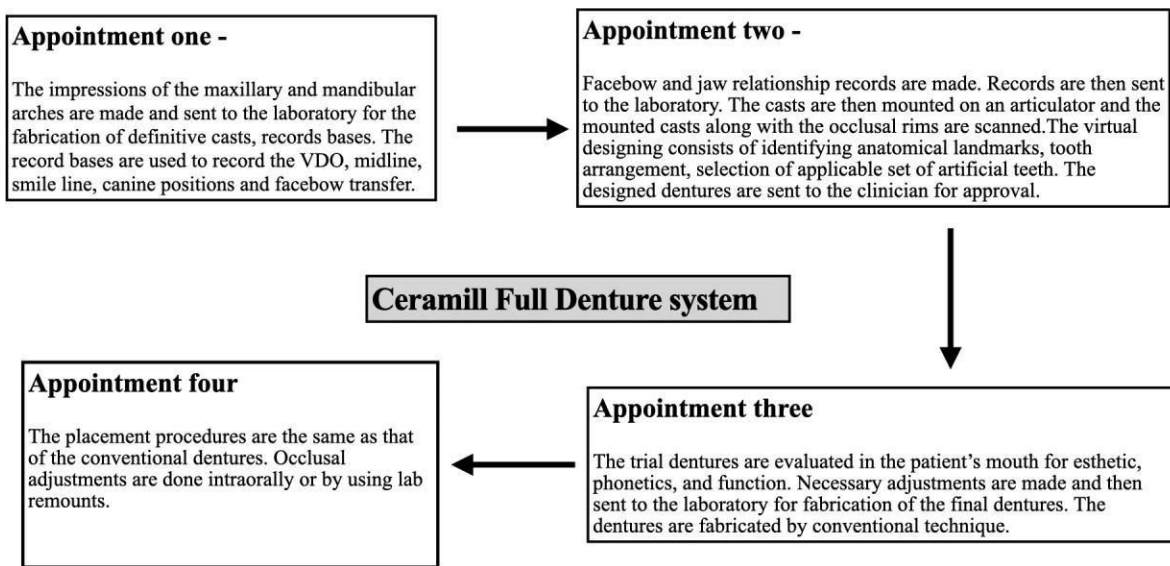 Appointment one -
The impressions of the maxillary and mandibular
arches are made and sent to the laboratory for the
fabrication of definitive casts, records bases. The
record bases are used to record the VDO, midline,
smile line, canine positions and facebow transfer.
Appointment two -
Facebow and jaw relationship records are made. Records are then sent
to the laboratory. The casts are then mounted on an articulator and the
mounted casts along with the occlusal rims are scanned.The virtual
designing consists of identifying anatomical landmarks, tooth
arrangement, selection of applicable set of artificial teeth. The
designed dentures are sent to the clinician for approval.
Ceramill Full Denture system
Appointment three
The trial dentures are evaluated in the patient's mouth for esthetic,
phonetics, and function. Necessary adjustments are made and then
sent to the laboratory for fabrication of the final dentures. The
dentures are fabricated by conventional technique.
Appointment four
The placement procedures are the same as that
of the conventional dentures. Occlusal
adjustments are done intraorally or by using lab
remounts.